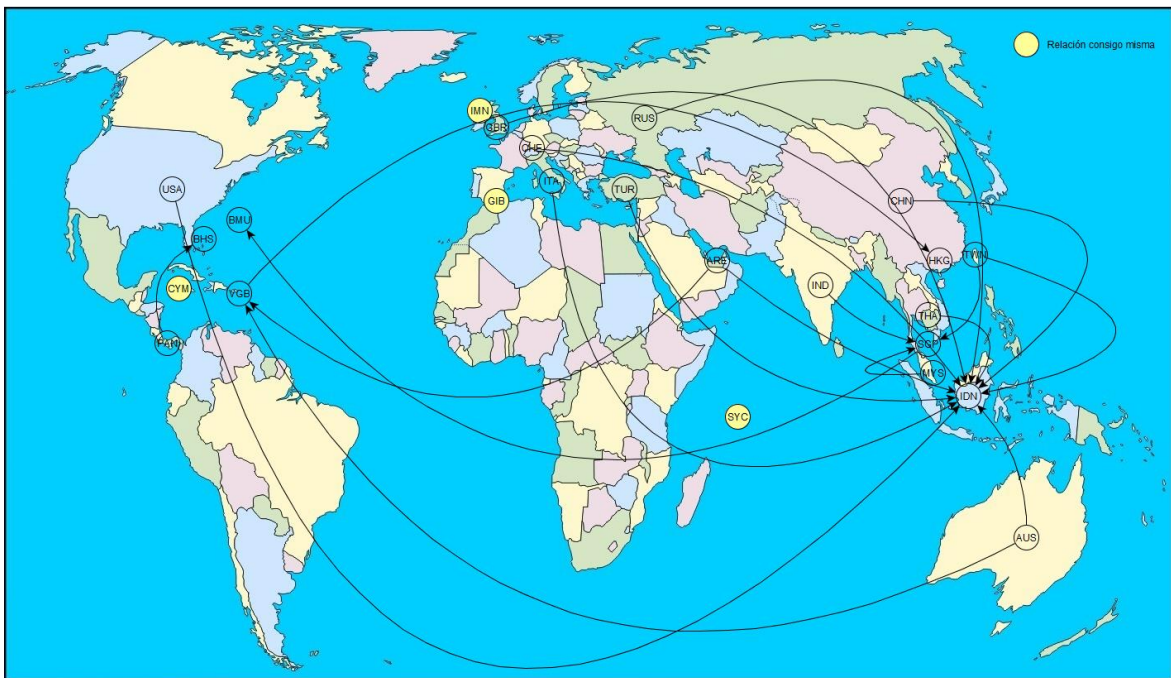 Relación consigo misma
IMN
GBR
RUS
CHE
ITA
TUR
USA
GIB
CHN
BMU
BHS
ARE
HKG
TWN
CYM
VGB
IND
THA
PAN
SGP
MYS
IDN
SYC
AUS